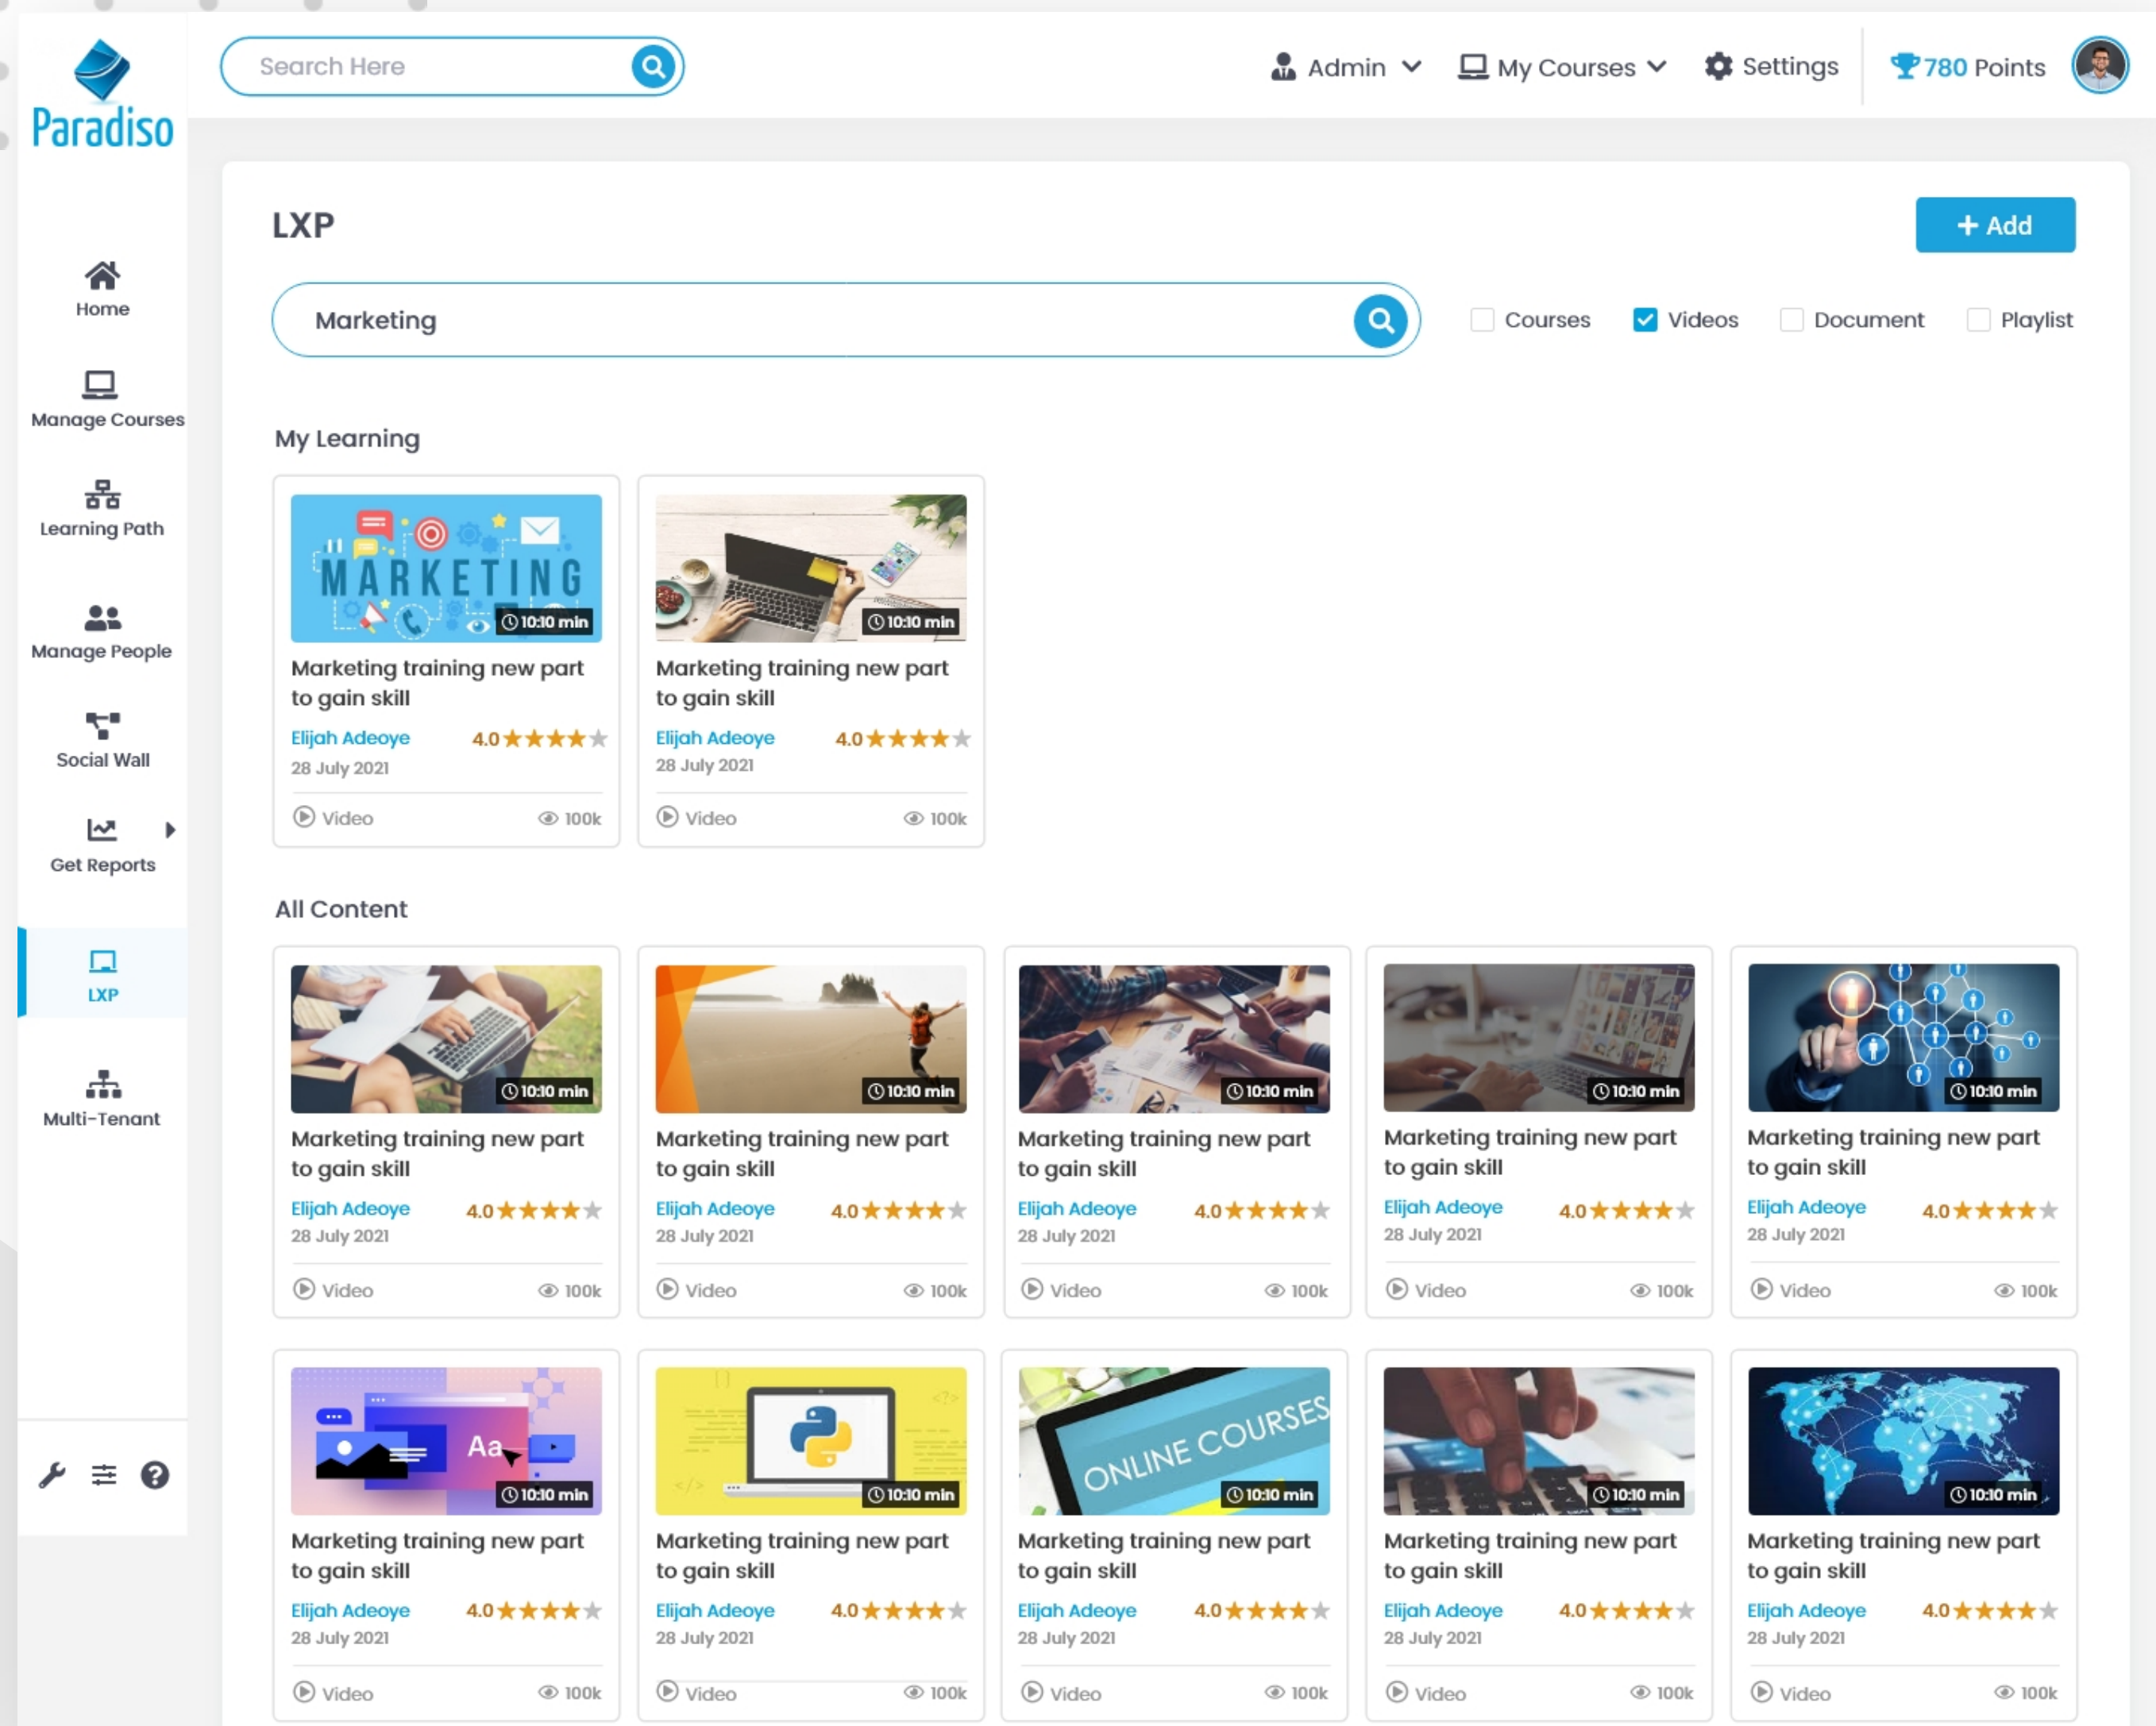 Paradiso
Search Here
Admin
My Courses
Settings
780 Points
Home
Manage Courses
Learning Path
Manage People
Social Wall
Get Reports
LXP
Multi-Tenant
LXP
+ Add
Marketing
Courses
Videos
Document
Playlist
My Learning
MARKETING
10:10 min
Marketing training new part
to gain skill
Elijah Adeoye
4.0
28 July 2021
Video
100k
10:10 min
Marketing training new part
to gain skill
Elijah Adeoye
4.0
28 July 2021
Video
100k
All Content
10:10 min
Marketing training new part
to gain skill
Elijah Adeoye
4.0
28 July 2021
Video
100k
10:10 min
Marketing training new part
to gain skill
Elijah Adeoye
4.0
28 July 2021
Video
100k
10:10 min
Marketing training new part
to gain skill
Elijah Adeoye
4.0
28 July 2021
Video
100k
10:10 min
Marketing training new part
to gain skill
Elijah Adeoye
4.0
28 July 2021
Video
100k
10:10 min
Marketing training new part
to gain skill
Elijah Adeoye
4.0
28 July 2021
Video
100k
Aa
10:10 min
Marketing training new part
to gain skill
Elijah Adeoye
4.0
28 July 2021
Video
100k
[]
<?>
</>
10:10 min
Marketing training new part
to gain skill
Elijah Adeoye
4.0
28 July 2021
Video
100k
ONLINE COURSES
10:10 min
Marketing training new part
to gain skill
Elijah Adeoye
4.0
28 July 2021
Video
100k
10:10 min
Marketing training new part
to gain skill
Elijah Adeoye
4.0
28 July 2021
Video
100k
10:10 min
Marketing training new part
to gain skill
Elijah Adeoye
4.0
28 July 2021
Video
100k